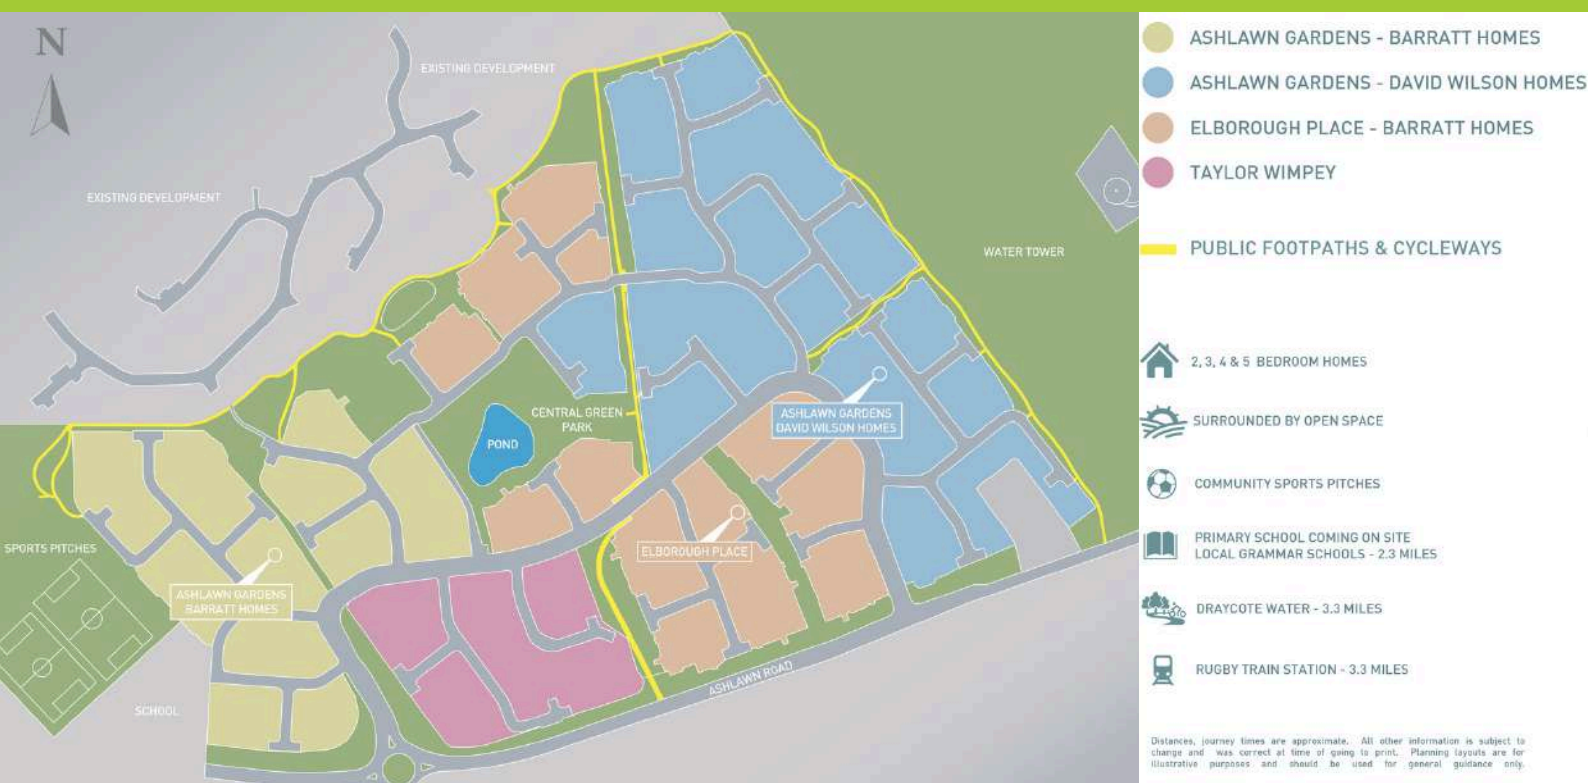 N
EXISTING DEVELOPMENT
EXISTING DEVELOPMENT
WATER TOWER
CENTRAL GREEN
PARK
POND
ASHLAWN GARDENS
DAVID WILSON HOMES
SPORTS PITCHES
ELBOROUGH PLACE
ASHLAWN GARDENS
BARRATT HOMES
SCHOOL
ASHLAWN ROAD
ASHLAWN GARDENS - BARRATT HOMES
ASHLAWN GARDENS - DAVID WILSON HOMES
ELBOROUGH PLACE - BARRATT HOMES
TAYLOR WIMPEY
PUBLIC FOOTPATHS & CYCLEWAYS
2, 3, 4 & 5 BEDROOM HOMES
SURROUNDED BY OPEN SPACE
COMMUNITY SPORTS PITCHES
PRIMARY SCHOOL COMING ON SITE
LOCAL GRAMMAR SCHOOLS - 2.3 MILES
DRAYCOTE WATER - 3.3 MILES
RUGBY TRAIN STATION - 3.3 MILES
Distances, journey times are approximate. All other information is subject to
change and was correct at time of going to print. Planning layouts are for
illustrative purposes and should be used for general guidance only.